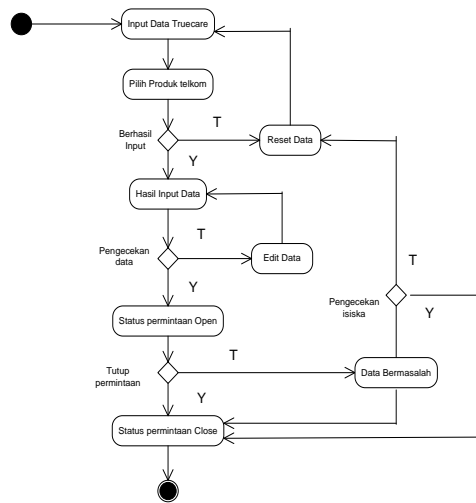 Input Data Truecare
Pilih Produk telkom
Berhasil
Input
T
Reset Data
Y
Hasil Input Data
T
Pengecekan
data
Edit Data
T
Y
Pengecekan
isiska
Y
Status permintaan Open
Tutup
permintaan
T
Data Bermasalah
Y
Status permintaan Close